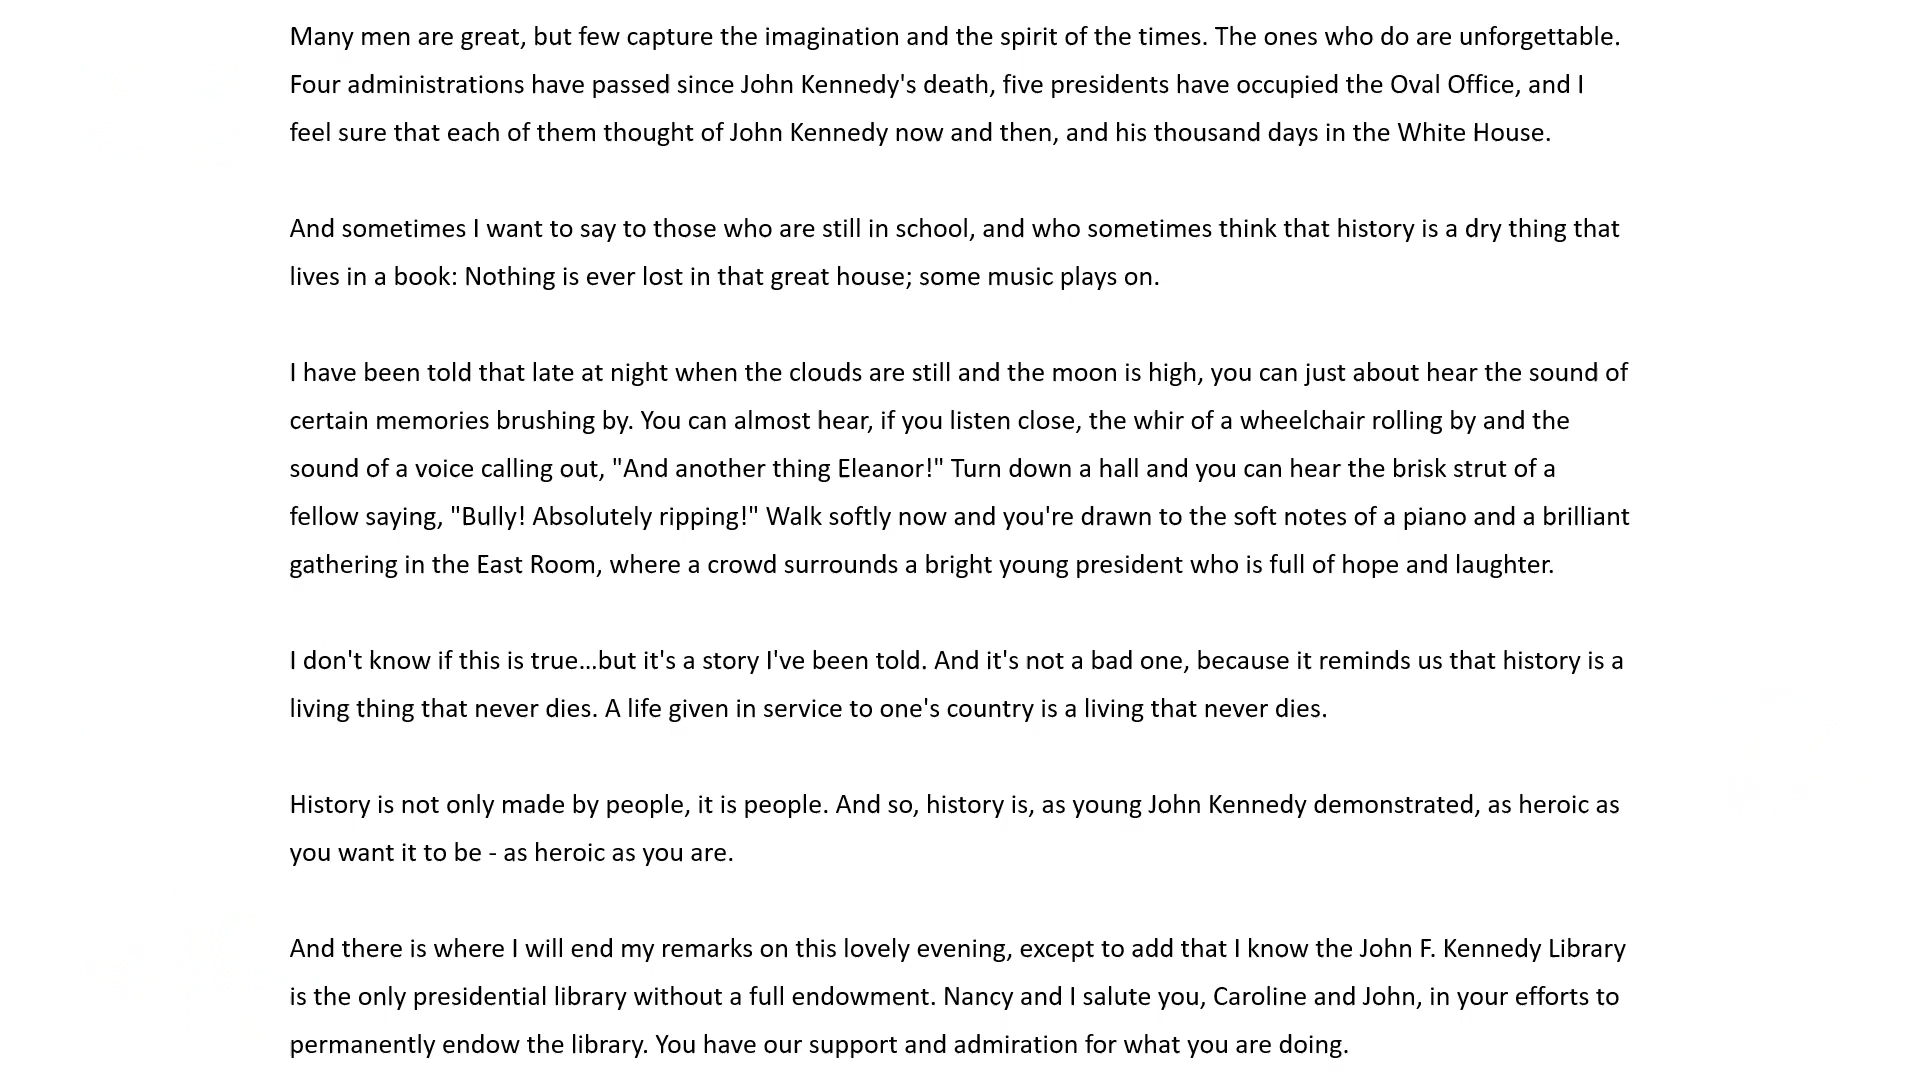 Many men are great, but few capture the imagination and the spirit of the times. The ones who do are unforgettable.
Four administrations have passed since John Kennedy's death, five presidents have occupied the Oval Office, and I
feel sure that each of them thought of John Kennedy now and then, and his thousand days in the White House.
And sometimes I want to say to those who are still in school, and who sometimes think that history is a dry thing that
lives in a book: Nothing is ever lost in that great house; some music plays on.
I have been told that late at night when the clouds are still and the moon is high, you can just about hear the sound of
certain memories brushing by. You can almost hear, if you listen close, the whir of a wheelchair rolling by and the
sound of a voice calling out, "And another thing Eleanor!" Turn down a hall and you can hear the brisk strut of a
fellow saying, "Bully! Absolutely ripping!" Walk softly now and you're drawn to the soft notes of a piano and a brilliant
gathering in the East Room, where a crowd surrounds a bright young president who is full of hope and laughter.
I don't know if this is true…but it's a story I've been told. And it's not a bad one, because it reminds us that history is a
living thing that never dies. A life given in service to one's country is a living that never dies.
History is not only made by people, it is people. And so, history is, as young John Kennedy demonstrated, as heroic as
you want it to be - as heroic as you are.
And there is where I will end my remarks on this lovely evening, except to add that I know the John F. Kennedy Library
is the only presidential library without a full endowment. Nancy and I salute you, Caroline and John, in your efforts to
permanently endow the library. You have our support and admiration for what you are doing.